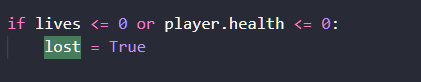 if lives <= 0 or player.health <= 0:
    lost = True